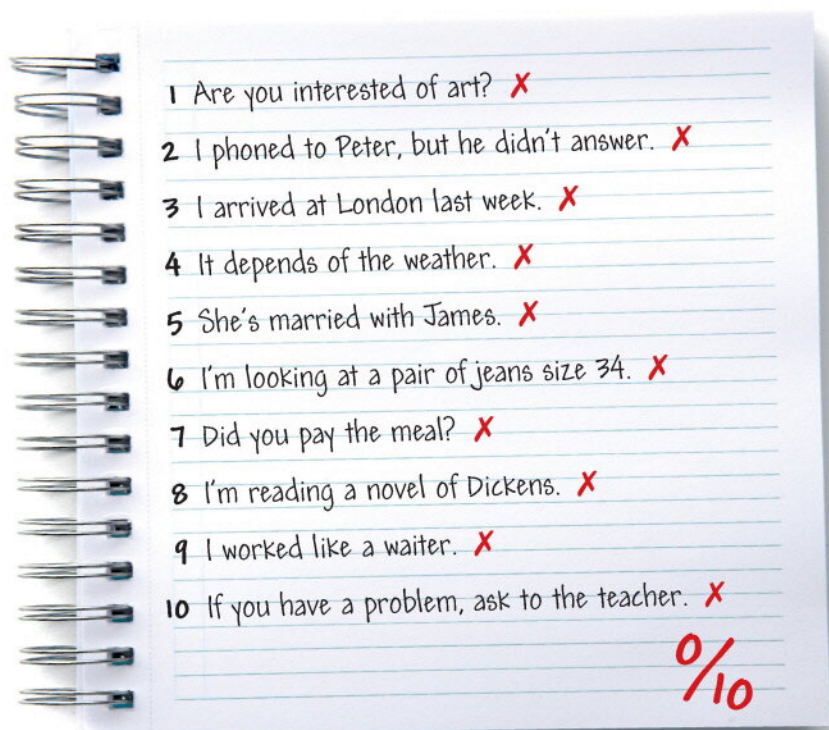 1 Are you interested of art? ✗
2 I phoned to Peter, but he didn't answer. ✗
3 I arrived at London last week. ✗
4 It depends of the weather. ✗
5 She's married with James. ✗
6 I'm looking at a pair of jeans size 34. ✗
7 Did you pay the meal? ✗
8 I'm reading a novel of Dickens. ✗
9 I worked like a waiter. ✗
10 If you have a problem, ask to the teacher. ✗
0/10